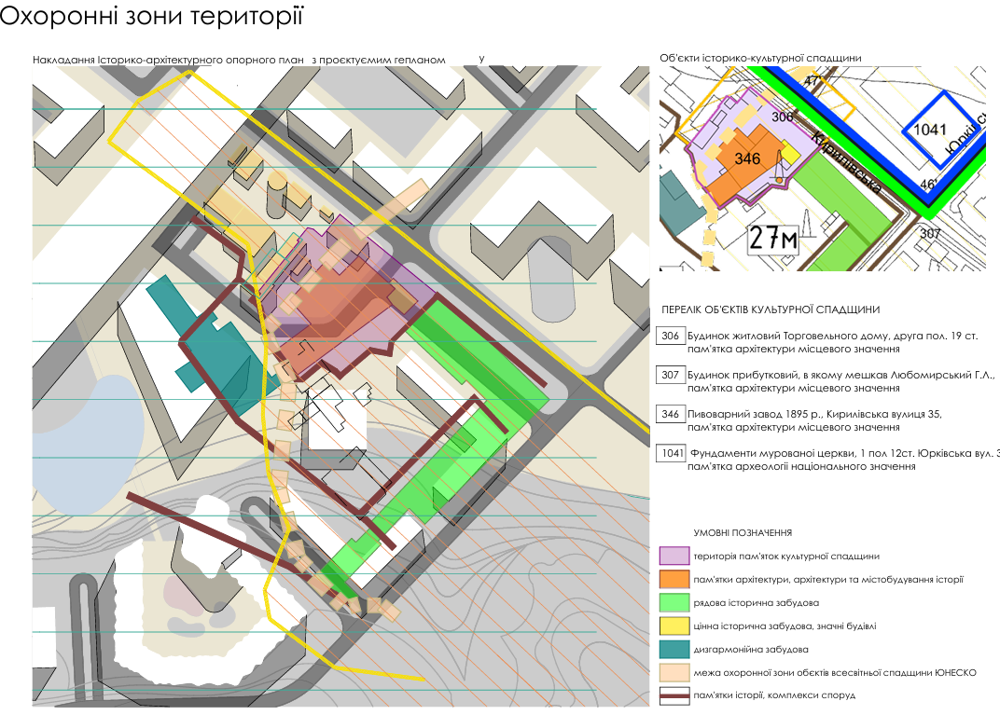 Охоронні зони території
Накладання Історико-архітектурного опорного план з проєктуємим гепланом у
Об'єкти історико-культурної спадщини
47
306
1041
346
Кирилівська
46
307
27м
ПЕРЕЛІК ОБ'ЄКТІВ КУЛЬТУРНОЇ СПАДЩИНИ
306 Будинок житловий Торговельного дому, друга пол. 19 ст.
пам'ятка архітектури місцевого значення
307 Будинок прибутковий, в якому мешкав Любомирський Г.Л.,
пам'ятка архітектури місцевого значення
346 Пивоварний завод 1895 р., Кирилівська вулиця 35,
пам'ятка архітектури місцевого значення
1041 Фундаменти мурованої церкви, 1 пол 12ст. Юрківська вул. 3
пам'ятка археології національного значення
УМОВНІ ПОЗНАЧЕННЯ
територія пам'яток культурної спадщини
пам'ятки архітектури, архітектури та містобудування історії
рядова історична забудова
цінна історична забудова, значні будівлі
дизгармонійна забудова
межа охоронної зони обєктів всесвітньої спадщини ЮНЕСКО
пам'ятки історії, комплекси споруд